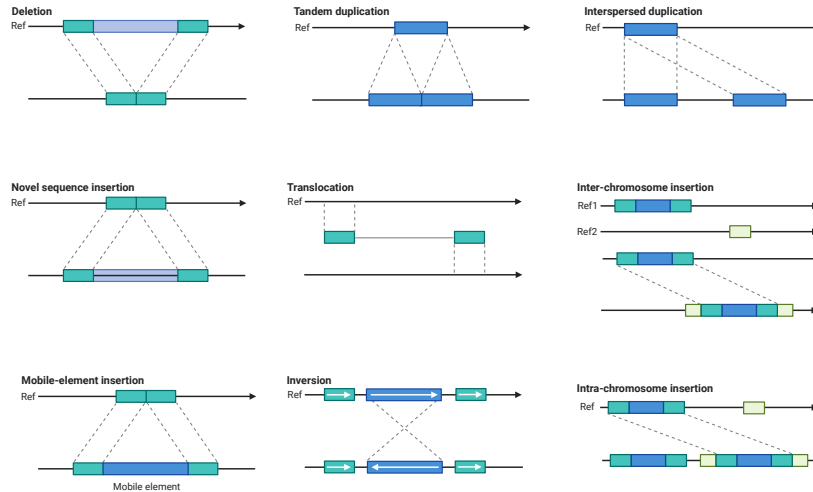 Deletion
Ref
Tandem duplication
Interspersed duplication
Ref
Novel sequence insertion
Ref
Translocation
Ref
Inter-chromosome insertion
Ref1
Ref2
Mobile-element insertion
Ref
Mobile element
Inversion
Ref
Intra-chromosome insertion
Ref